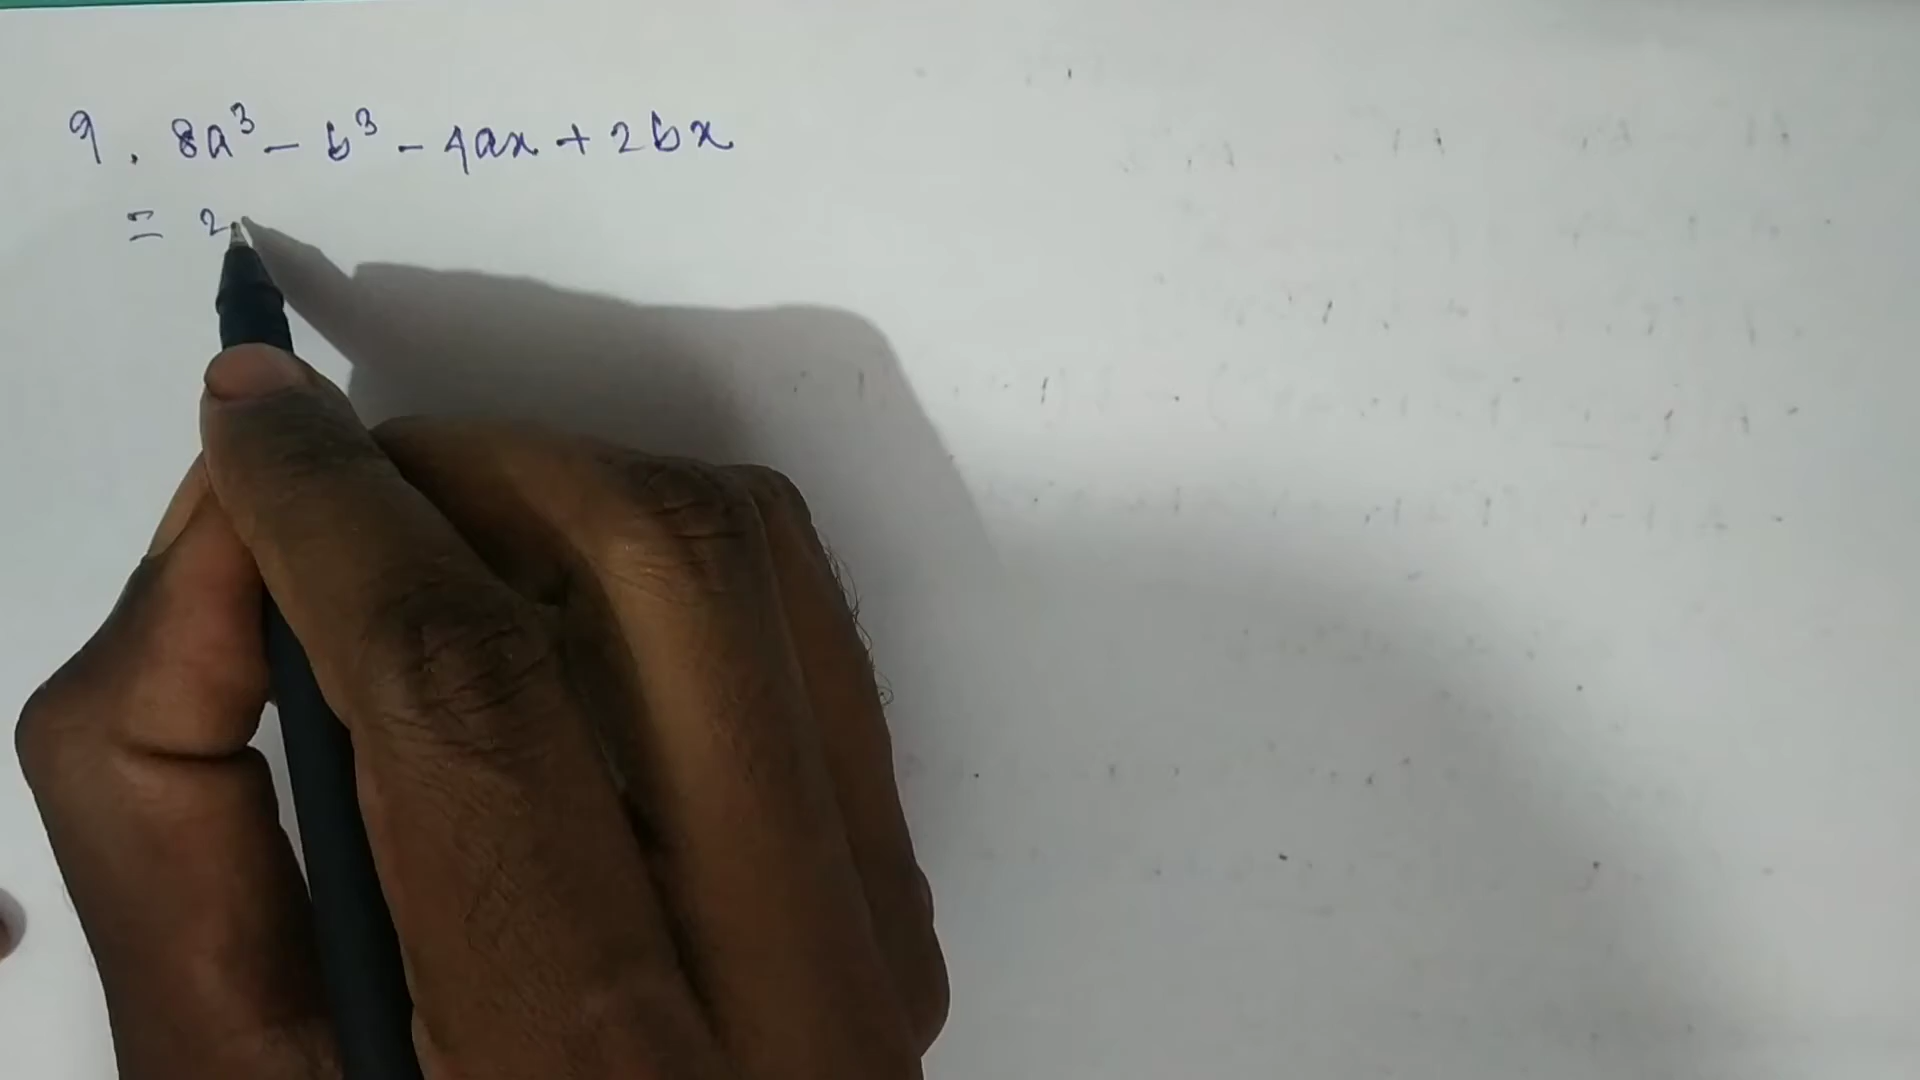 9. 8a³ - b³ - 4ax + 2bx
= 2